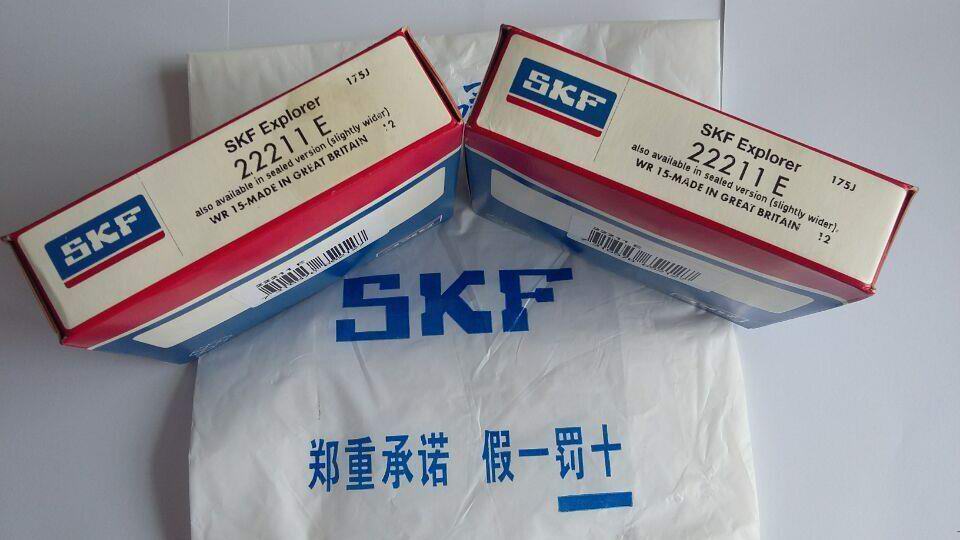 SKF
SKF Explorer
175J
22211 E
also available in sealed version (slightly wider)
WR 15-MADE IN GREAT BRITAIN
12
22211 E
SKF
SKF Explorer
175J
22211 E
also available in sealed version (slightly wider).
WR 15-MADE IN GREAT BRITAIN
12
22211 E
SKF
郑重承诺 假一罚十